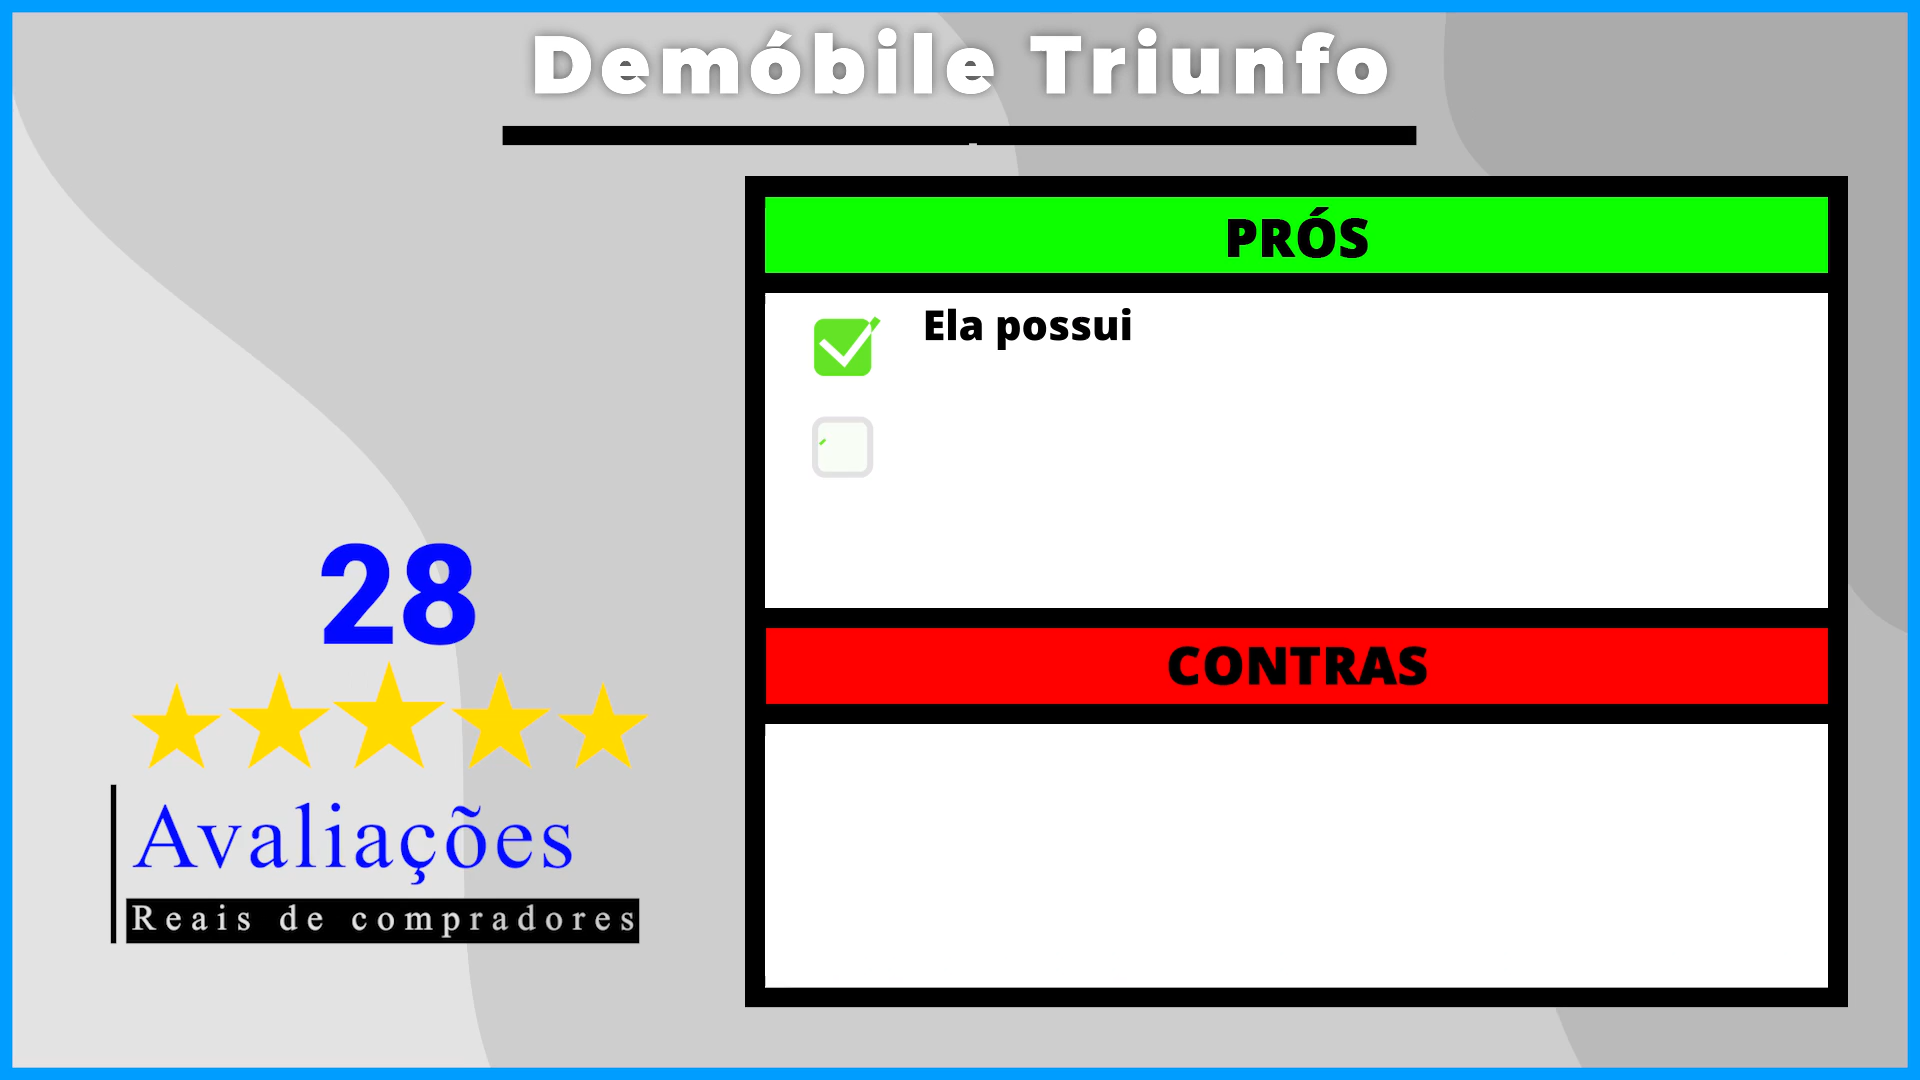 Demóbile Triunfo
PRÓS
Ela possui
28
Avaliações
Reais de compradores
CONTRAS